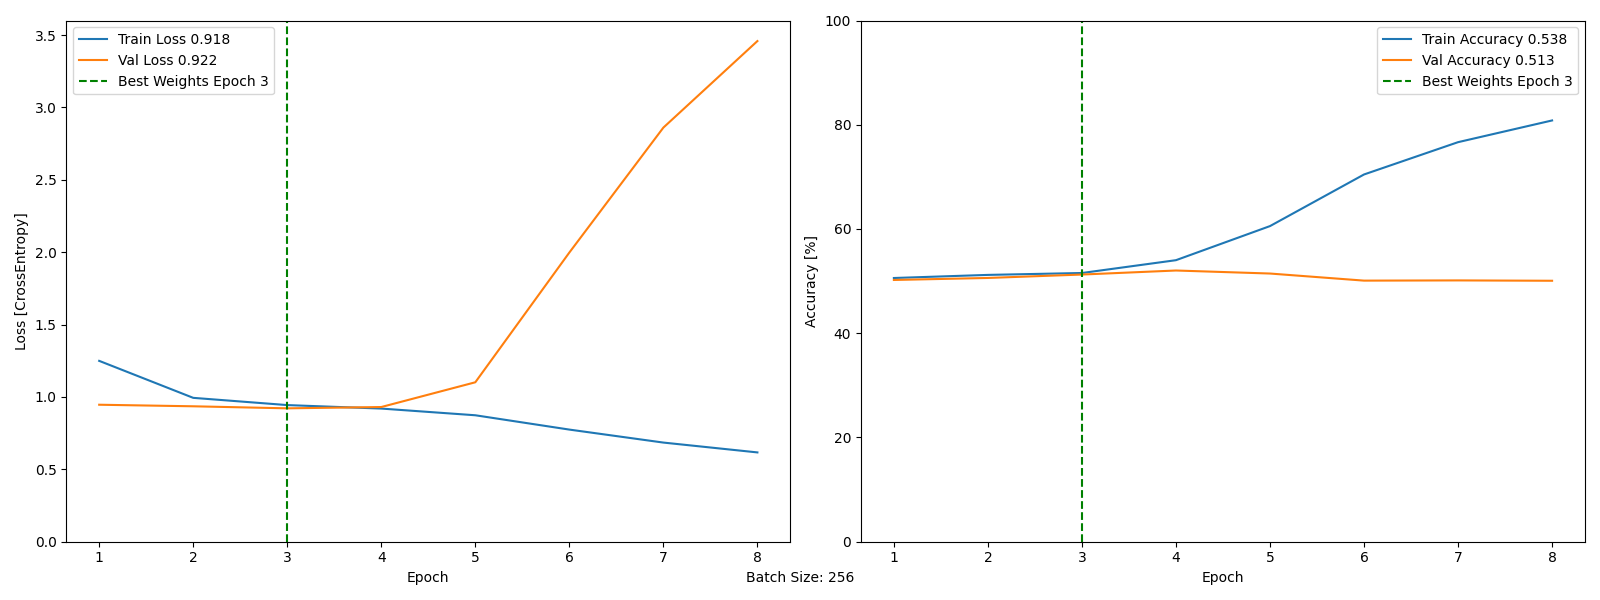 Train Loss 0.918
Val Loss 0.922
Best Weights Epoch 3
Loss [CrossEntropy]
3.5
3.0
2.5
2.0
1.5
1.0
0.5
0.0
1 2 3 4 5 6 7 8
Epoch
Batch Size: 256
Train Accuracy 0.538
Val Accuracy 0.513
Best Weights Epoch 3
Accuracy [%]
100
80
60
40
20
0
1 2 3 4 5 6 7 8
Epoch